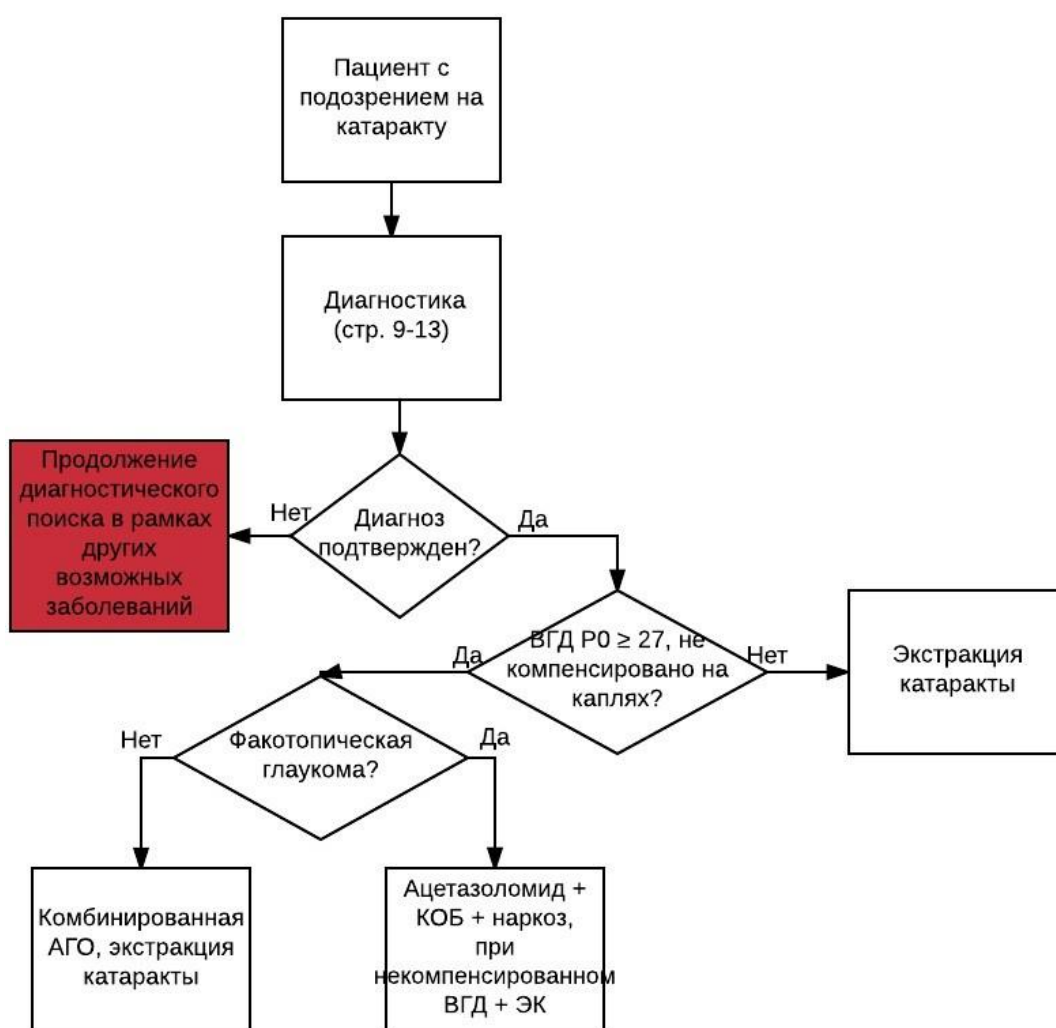 Пациент с
подозрением на
катаракту
Диагностика
(стр. 9-13)
Продолжение
диагностического
поиска в рамках
других
возможных
заболеваний
Нет
Диагноз
подтвержден?
Да
Да
ВГД Р0 ≥ 27, не
компенсировано на
каплях?
Нет
Экстракция
катаракты
Нет
Факотопическая
глаукома?
Да
Комбинированная
АГО, экстракция
катаракты
Ацетазоломид +
КОБ + наркоз,
при
некомпенсированном
ВГД + ЭК